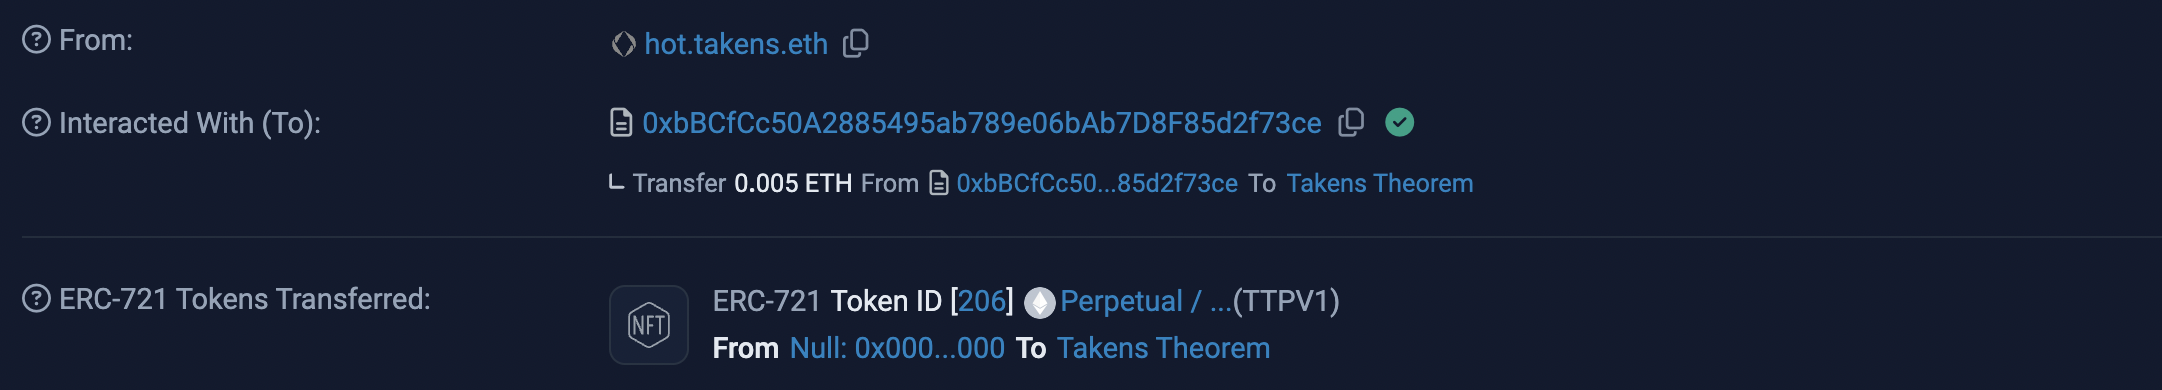 From:
hot.takens.eth
Interacted With (To):
0xbBCfCc50A2885495ab789e06bAb7D8F85d2f73ce
Transfer 0.005 ETH From 0xbBCfCc50...85d2f73ce To Takens Theorem
ERC-721 Tokens Transferred:
NFT
ERC-721 Token ID [206] Perpetual / ...(TTPV1)
From Null: 0x000...000 To Takens Theorem